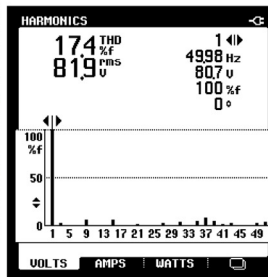 HARMONICS
17.4 THD %f
81.9 rms V
1
49.98 Hz
80.7 V
100 %f
0°
100
%f
50
0
1 5 9 13 17 21 25 29 33 37 41 45 49
VOLTS AMPS WATTS